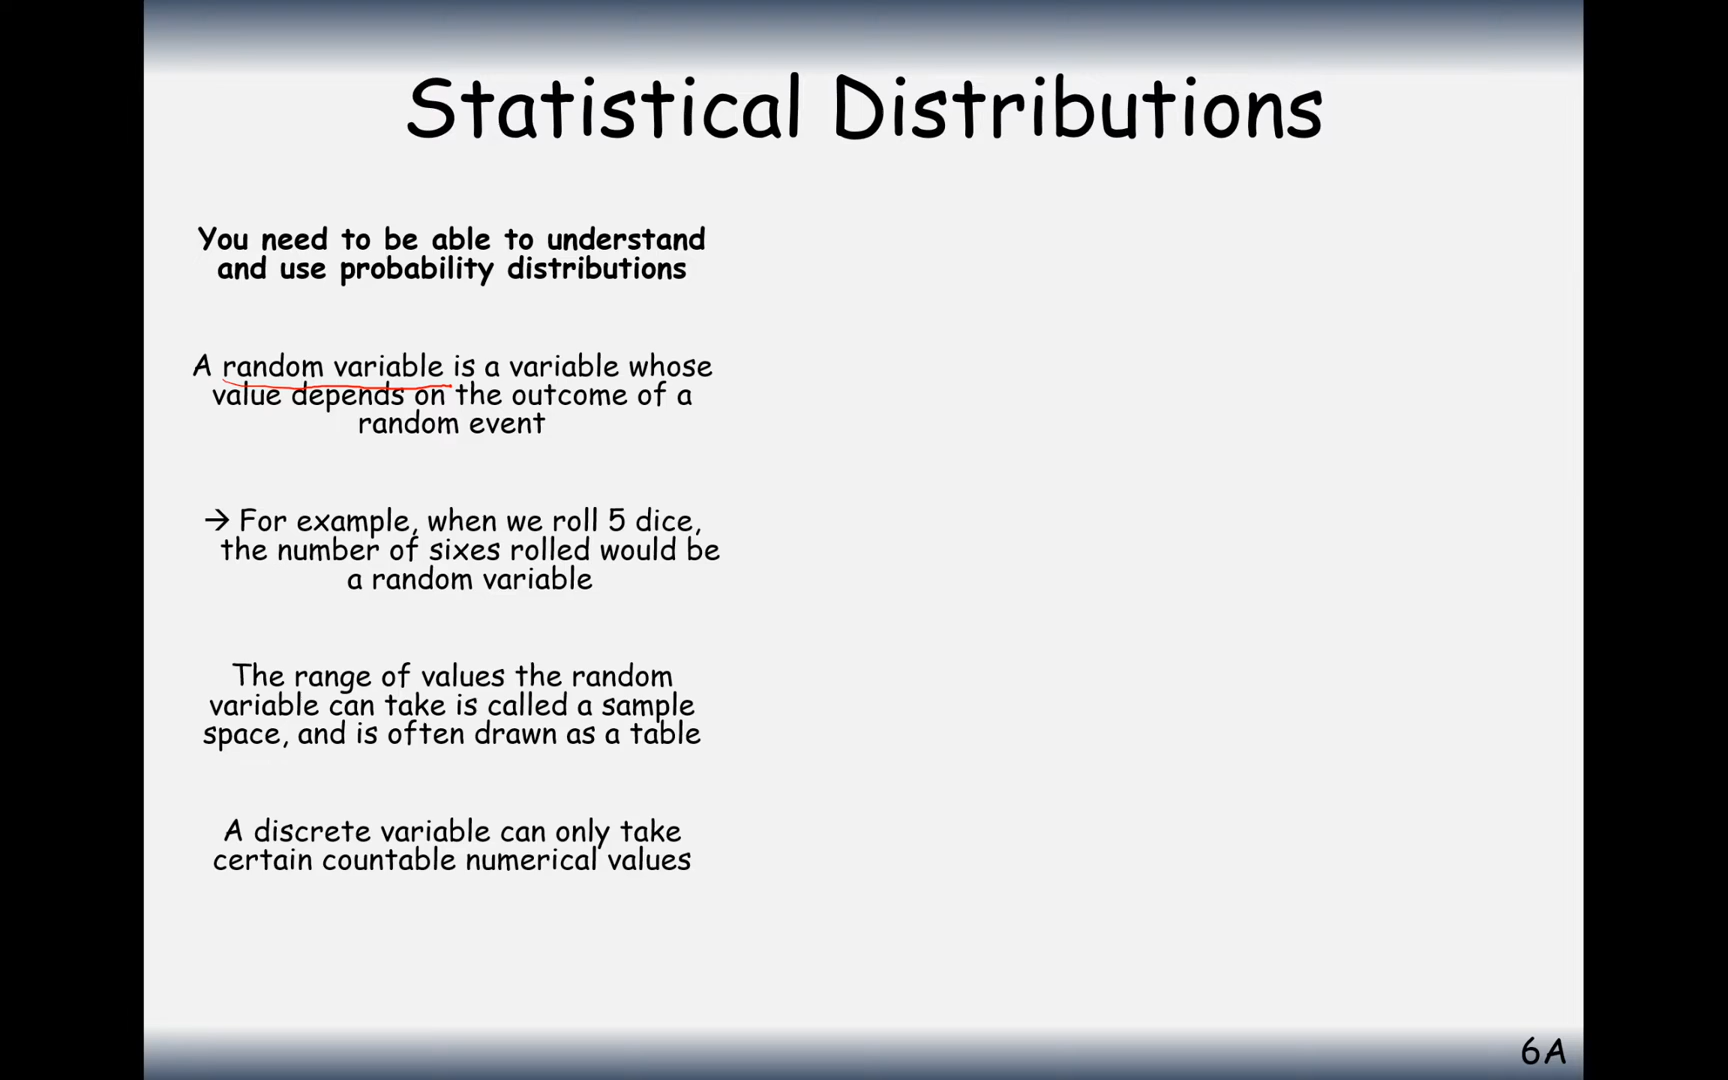 Statistical Distributions
You need to be able to understand
and use probability distributions
A random variable is a variable whose
value depends on the outcome of a
random event
→ For example, when we roll 5 dice,
the number of sixes rolled would be
a random variable
The range of values the random
variable can take is called a sample
space, and is often drawn as a table
A discrete variable can only take
certain countable numerical values
6A